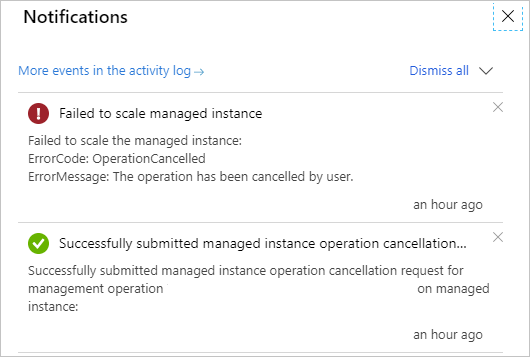 Notifications
More events in the activity log →
Dismiss all
Failed to scale managed instance
Failed to scale the managed instance:
ErrorCode: OperationCancelled
ErrorMessage: The operation has been cancelled by user.
an hour ago
Successfully submitted managed instance operation cancellation...
Successfully submitted managed instance operation cancellation request for
management operation on managed
instance:
an hour ago